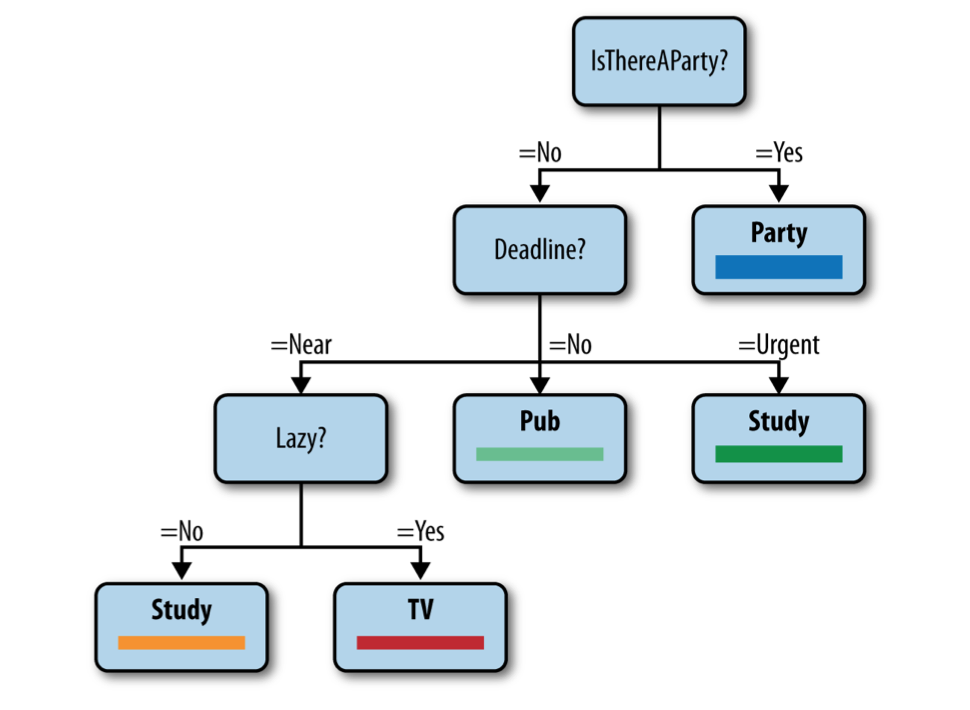 IsThereAParty?
=No
=Yes
Deadline?
Party
=Near
=No
=Urgent
Lazy?
Pub
Study
=No
=Yes
Study
TV